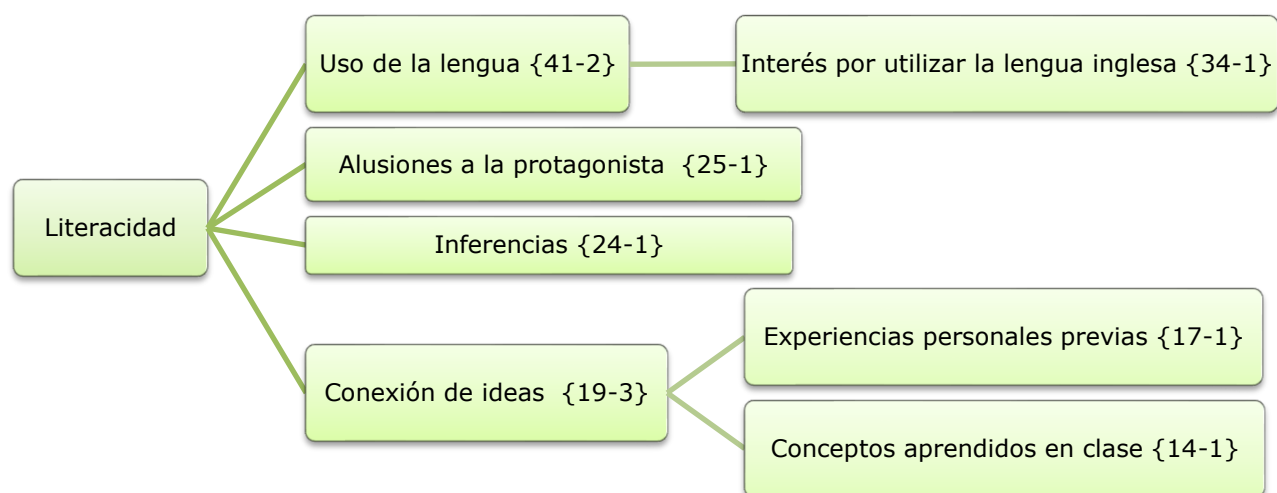 Literacidad
Uso de la lengua {41-2}
Interés por utilizar la lengua inglesa {34-1}
Alusiones a la protagonista {25-1}
Inferencias {24-1}
Conexión de ideas {19-3}
Experiencias personales previas {17-1}
Conceptos aprendidos en clase {14-1}